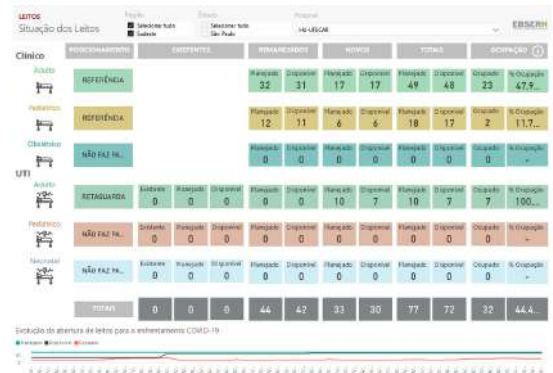 LEITOS
Situação dos Leitos
Região
Selecionar tudo
Sudeste
Estado
Selecionar tudo
São Paulo
Hospital
HU-UFSCAR
EBSERH
Clínico
POSICIONAMENTO EXISTENTES REMANEJADOS NOVOS TOTAIS OCUPAÇÃO
Adulto
REFERÊNCIA
Planejado Disponível Planejado Disponível Planejado Disponível Ocupado % Ocupação
32 31 17 17 49 48 23 47.9...
Pediátrico
REFERÊNCIA
Planejado Disponível Planejado Disponível Planejado Disponível Ocupado % Ocupação
12 11 6 6 18 17 2 11.7...
Obstétrico
NÃO FAZ PA...
Planejado Disponível Planejado Disponível Planejado Disponível Ocupado % Ocupação
0 0 0 0 0 0 0 -
UTI
Adulto
RETAGUARDA
Existente Planejado Disponível Planejado Disponível Planejado Disponível Planejado Disponível Ocupado % Ocupação
0 0 0 0 0 10 7 10 7 7 100...
Pediátrico
NÃO FAZ PA...
Existente Planejado Disponível Planejado Disponível Planejado Disponível Planejado Disponível Ocupado % Ocupação
0 0 0 0 0 0 0 0 0 0 -
Neonatal
NÃO FAZ PA...
Existente Planejado Disponível Planejado Disponível Planejado Disponível Planejado Disponível Ocupado % Ocupação
0 0 0 0 0 0 0 0 0 0 -
TOTAIS 0 0 0 44 42 33 30 77 72 32 44.4...
Evolução da abertura de leitos para o enfrentamento COVID-19
Planejado Disponível Ocupado